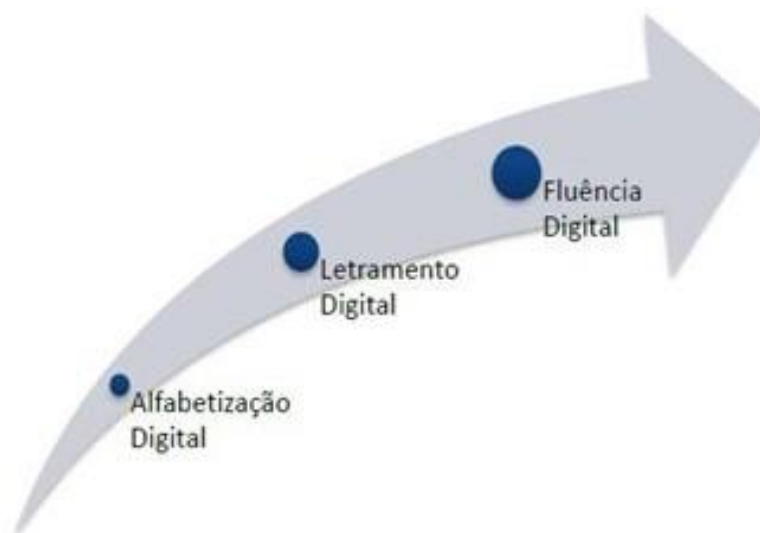 Fluência
Digital
Letramento
Digital
Alfabetização
Digital